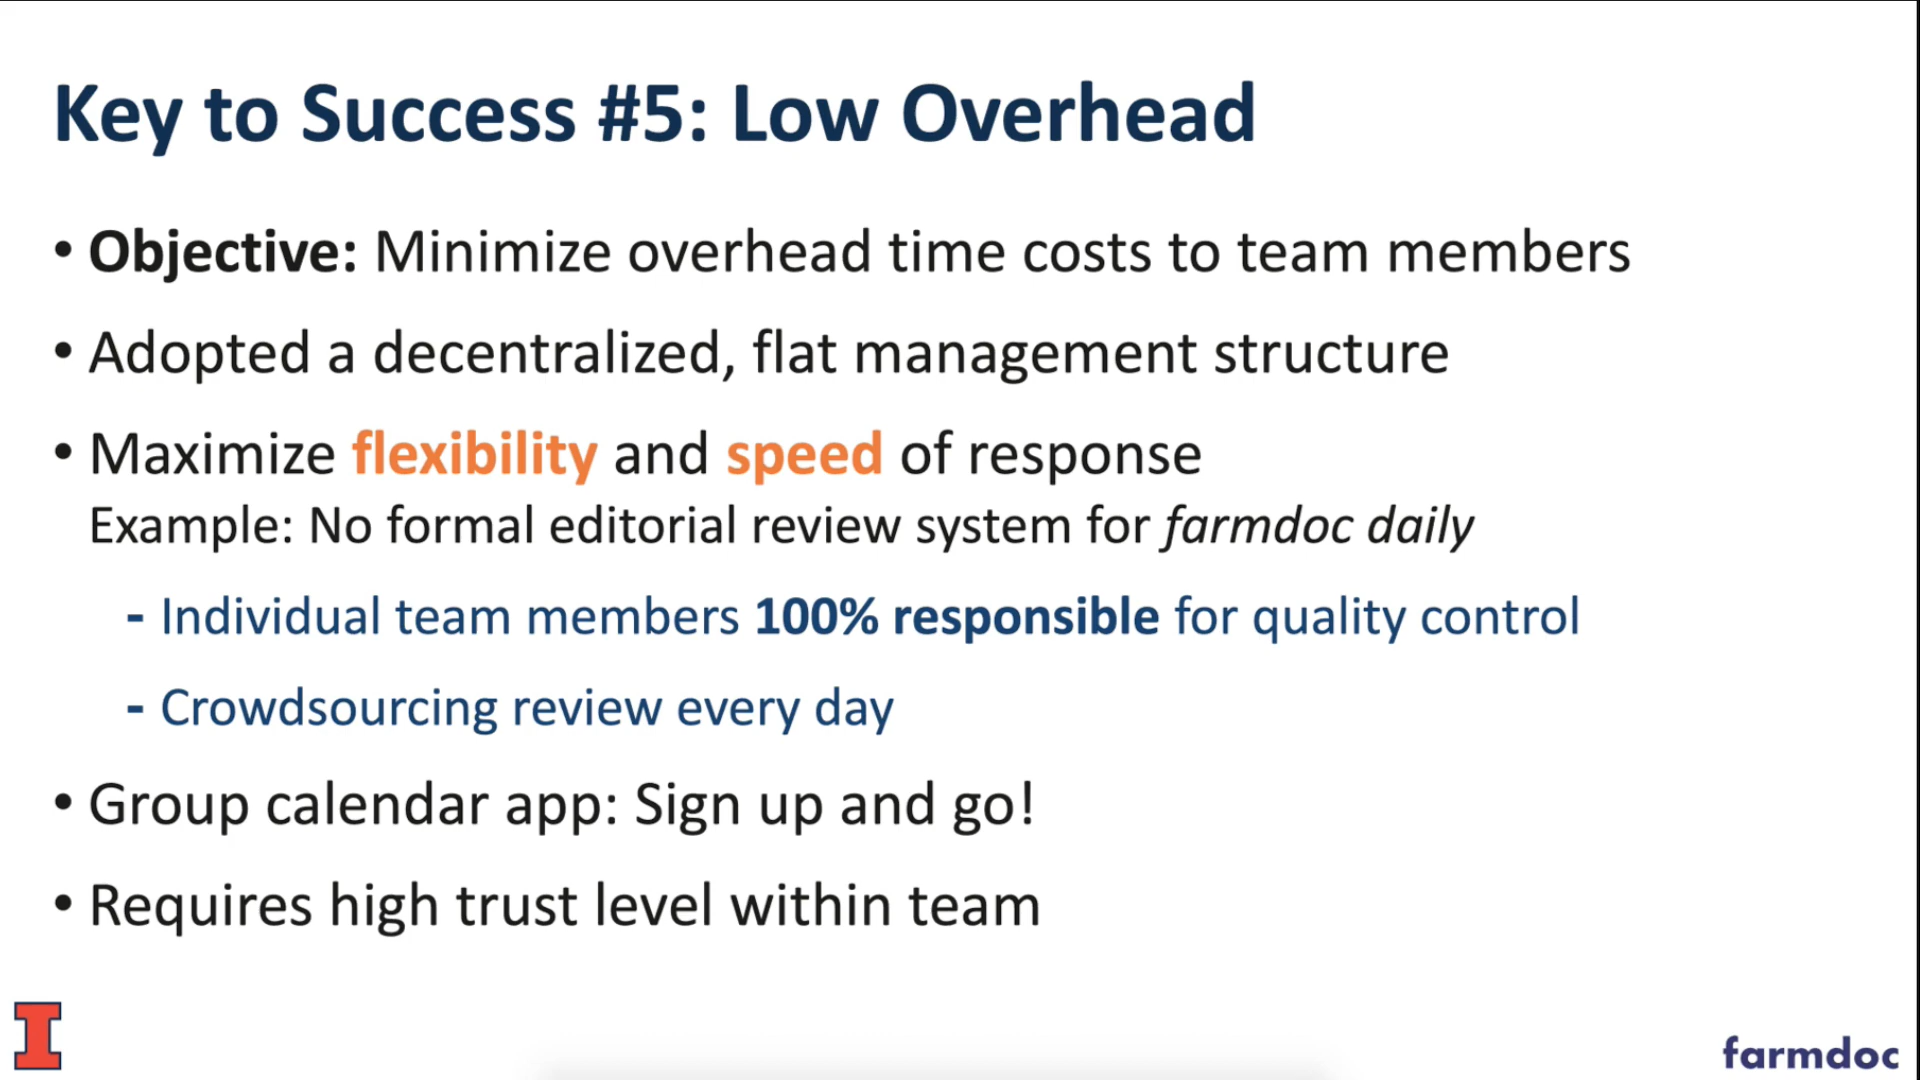 Key to Success #5: Low Overhead
• Objective: Minimize overhead time costs to team members
• Adopted a decentralized, flat management structure
• Maximize flexibility and speed of response
Example: No formal editorial review system for farmdoc daily
- Individual team members 100% responsible for quality control
- Crowdsourcing review every day
• Group calendar app: Sign up and go!
• Requires high trust level within team
I
farmdoc